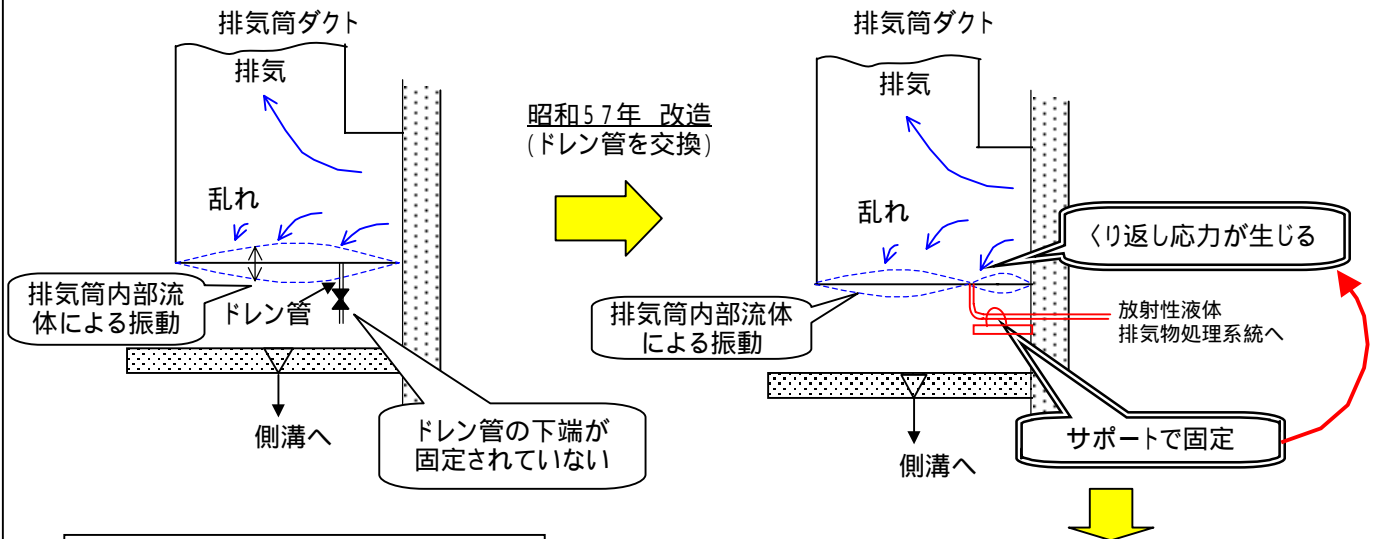 排気筒ダクト
排気
乱れ
排気筒内部流
体による振動
ドレン管
側溝へ
ドレン管の下端が
固定されていない
昭和57年 改造
(ドレン管を交換)
排気筒ダクト
排気
乱れ
くり返し応力が生じる
排気筒内部流体
による振動
放射性液体
排気物処理系統へ
サポートで固定
側溝へ